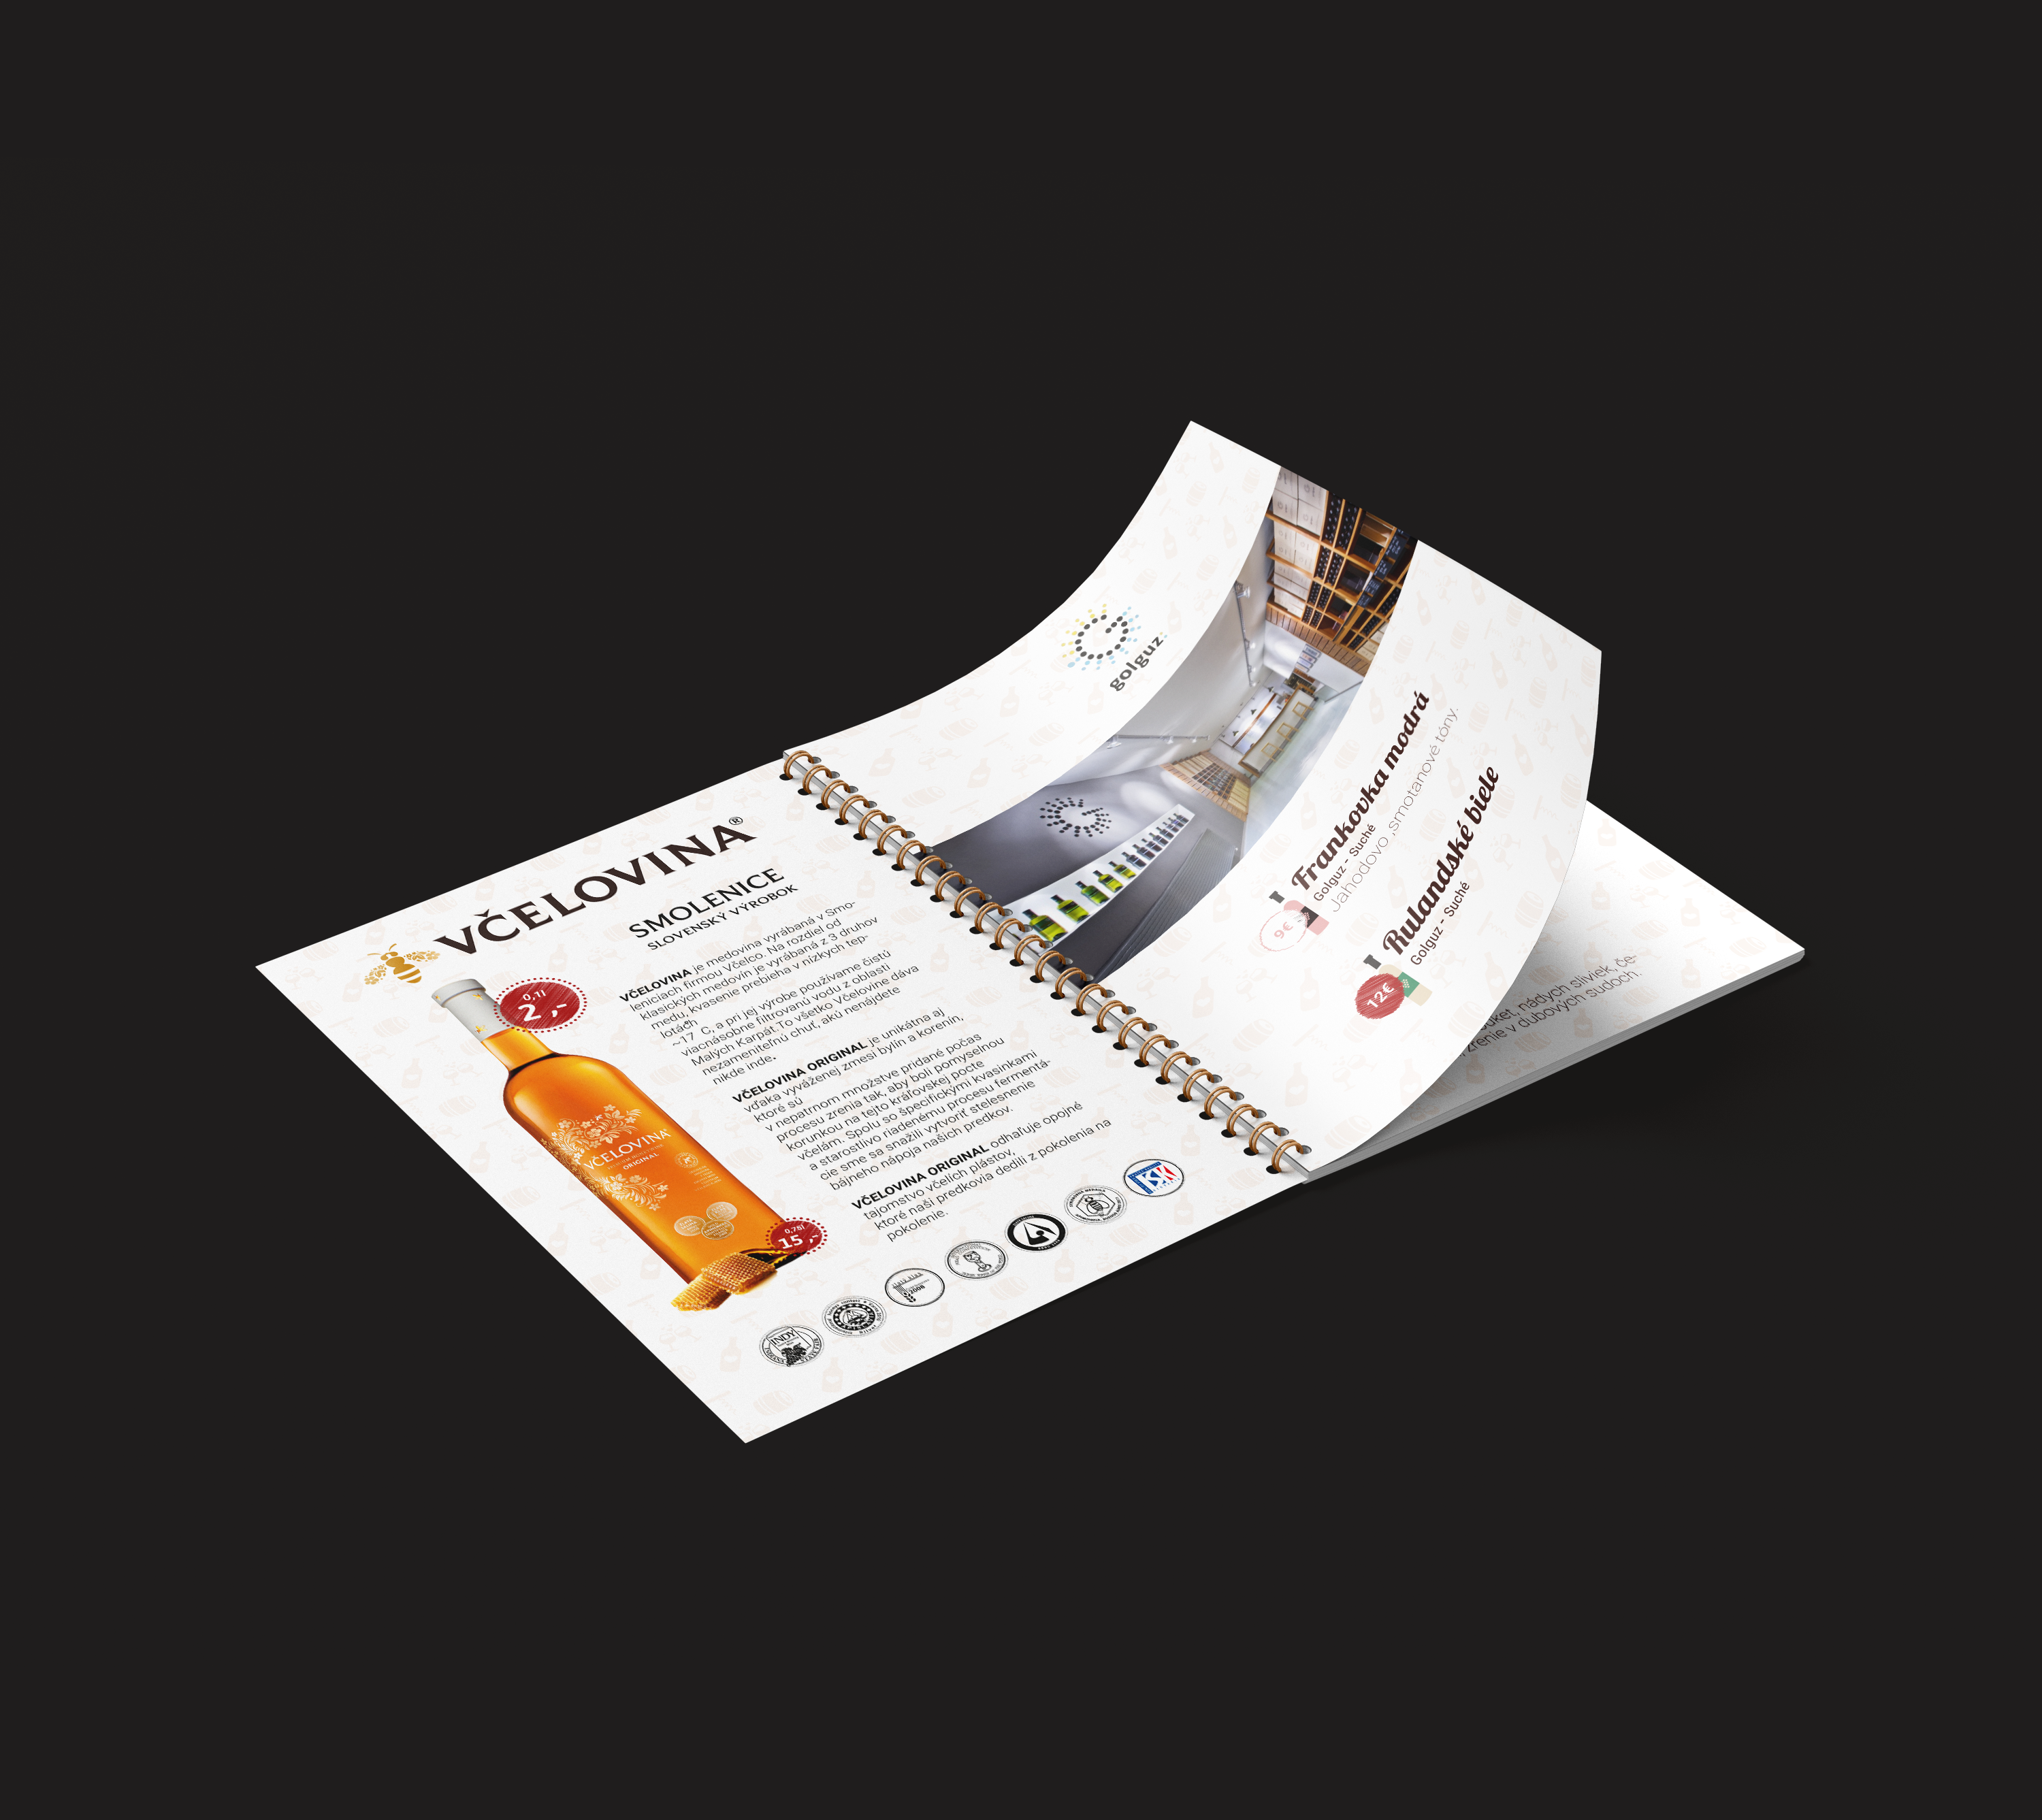 VČELOVINA®
SMOLENICE
SLOVENSKÝ VÝROBOK
0,1l
2,-
VČELOVINA je medovina vyrábaná v Smo-
leniciach firmou Včelco. Na rozdiel od
klasických medovín je vyrábaná z 3 druhov
medu, kvasenie prebieha v nízkych tep-
lotách
~17 C, a pri jej výrobe používame čistú
viacnásobne filtrovanú vodu z oblasti
Malých Karpát.To všetko Včelovine dáva
nezameniteľnú chuť, akú nenájdete
nikde inde.
VČELOVINA ORIGINAL je unikátna aj
vďaka vyváženej zmesi bylín a korenín,
ktoré sú
v nepatrnom množstve pridané počas
procesu zrenia tak, aby boli pomyselnou
korunkou na tejto kráľovskej pocte
včelám. Spolu so špecifickými kvasinkami
a starostlivo riadenému procesu fermentá-
cie sme sa snažili vytvoriť stelesnenie
bájneho nápoja našich predkov.
VČELOVINA ORIGINAL odhaľuje opojné
tajomstvo včelích plástov,
ktoré naši predkovia dedili z pokolenia na
pokolenie.
VČELOVINA
ORIGINAL
0,75l
15,-
INDY
2008
golguz
Frankovka modrá
Golguz - Suché
Jahodovo ,smotanové tóny.
9€
Rulandské biele
Golguz - Suché
12€
nádych sliviek, če-
zrenie v dubových sudoch.